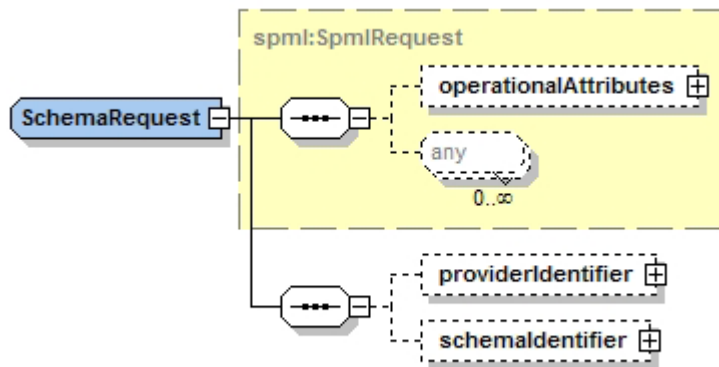 spml:SpmlRequest
operationalAttributes
SchemaRequest
any
0..∞
providerIdentifier
schemaIdentifier